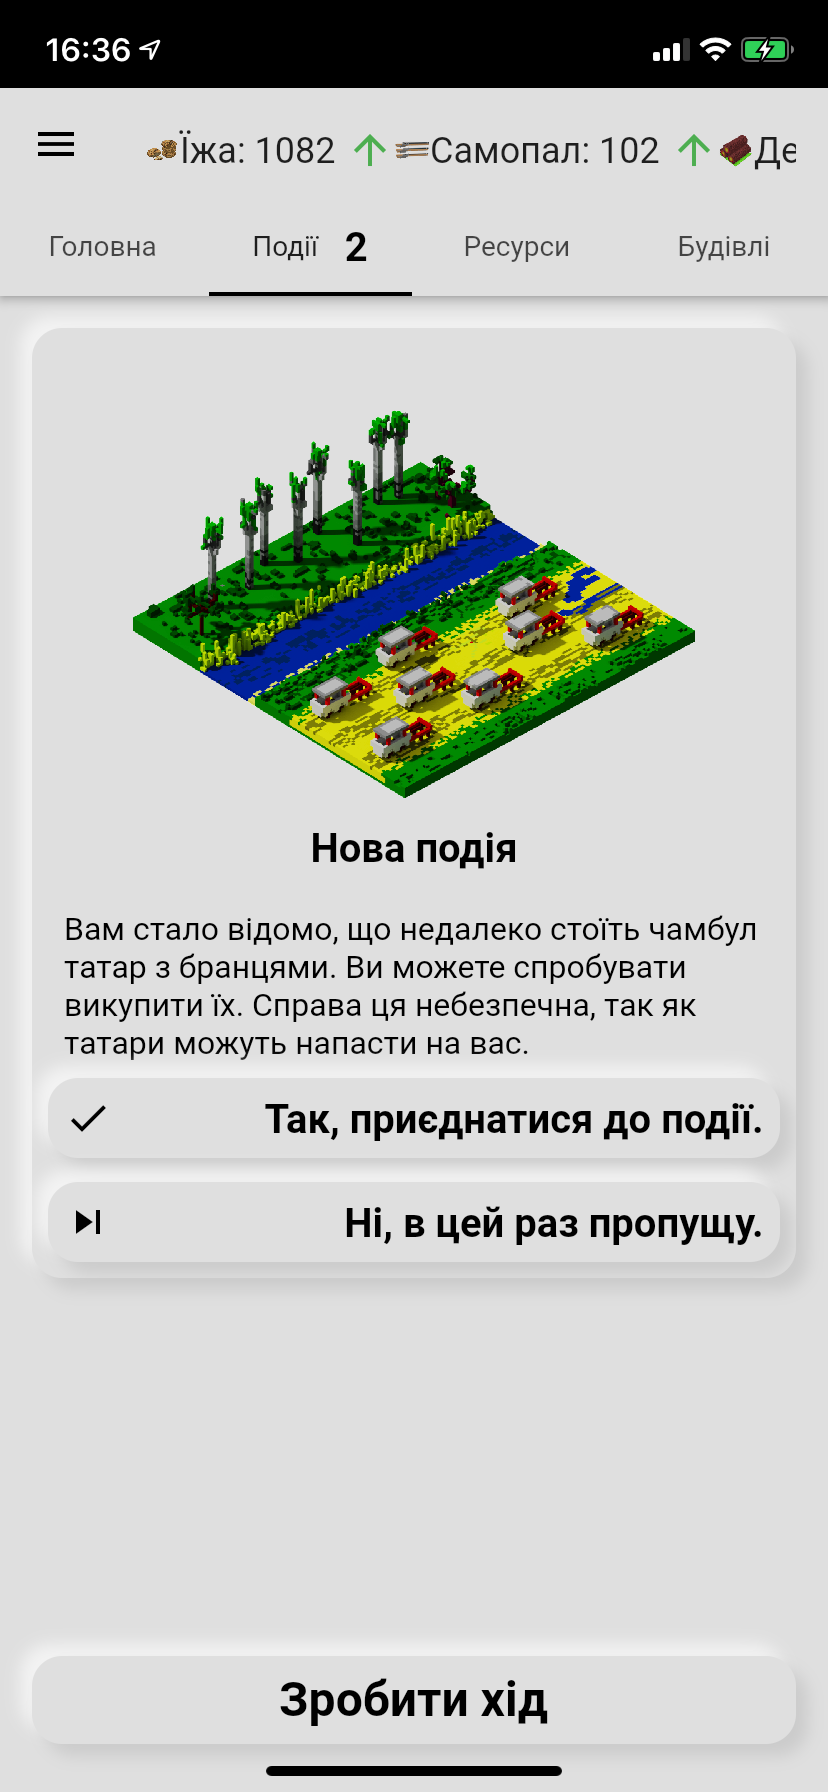 16:36
Їжа: 1082 Самопал: 102 Де
Головна Події 2 Ресурси Будівлі
Нова подія
Вам стало відомо, що недалеко стоїть чамбул
татар з бранцями. Ви можете спробувати
викупити їх. Справа ця небезпечна, так як
татари можуть напасти на вас.
Так, приєднатися до події.
Ні, в цей раз пропущу.
Зробити хід